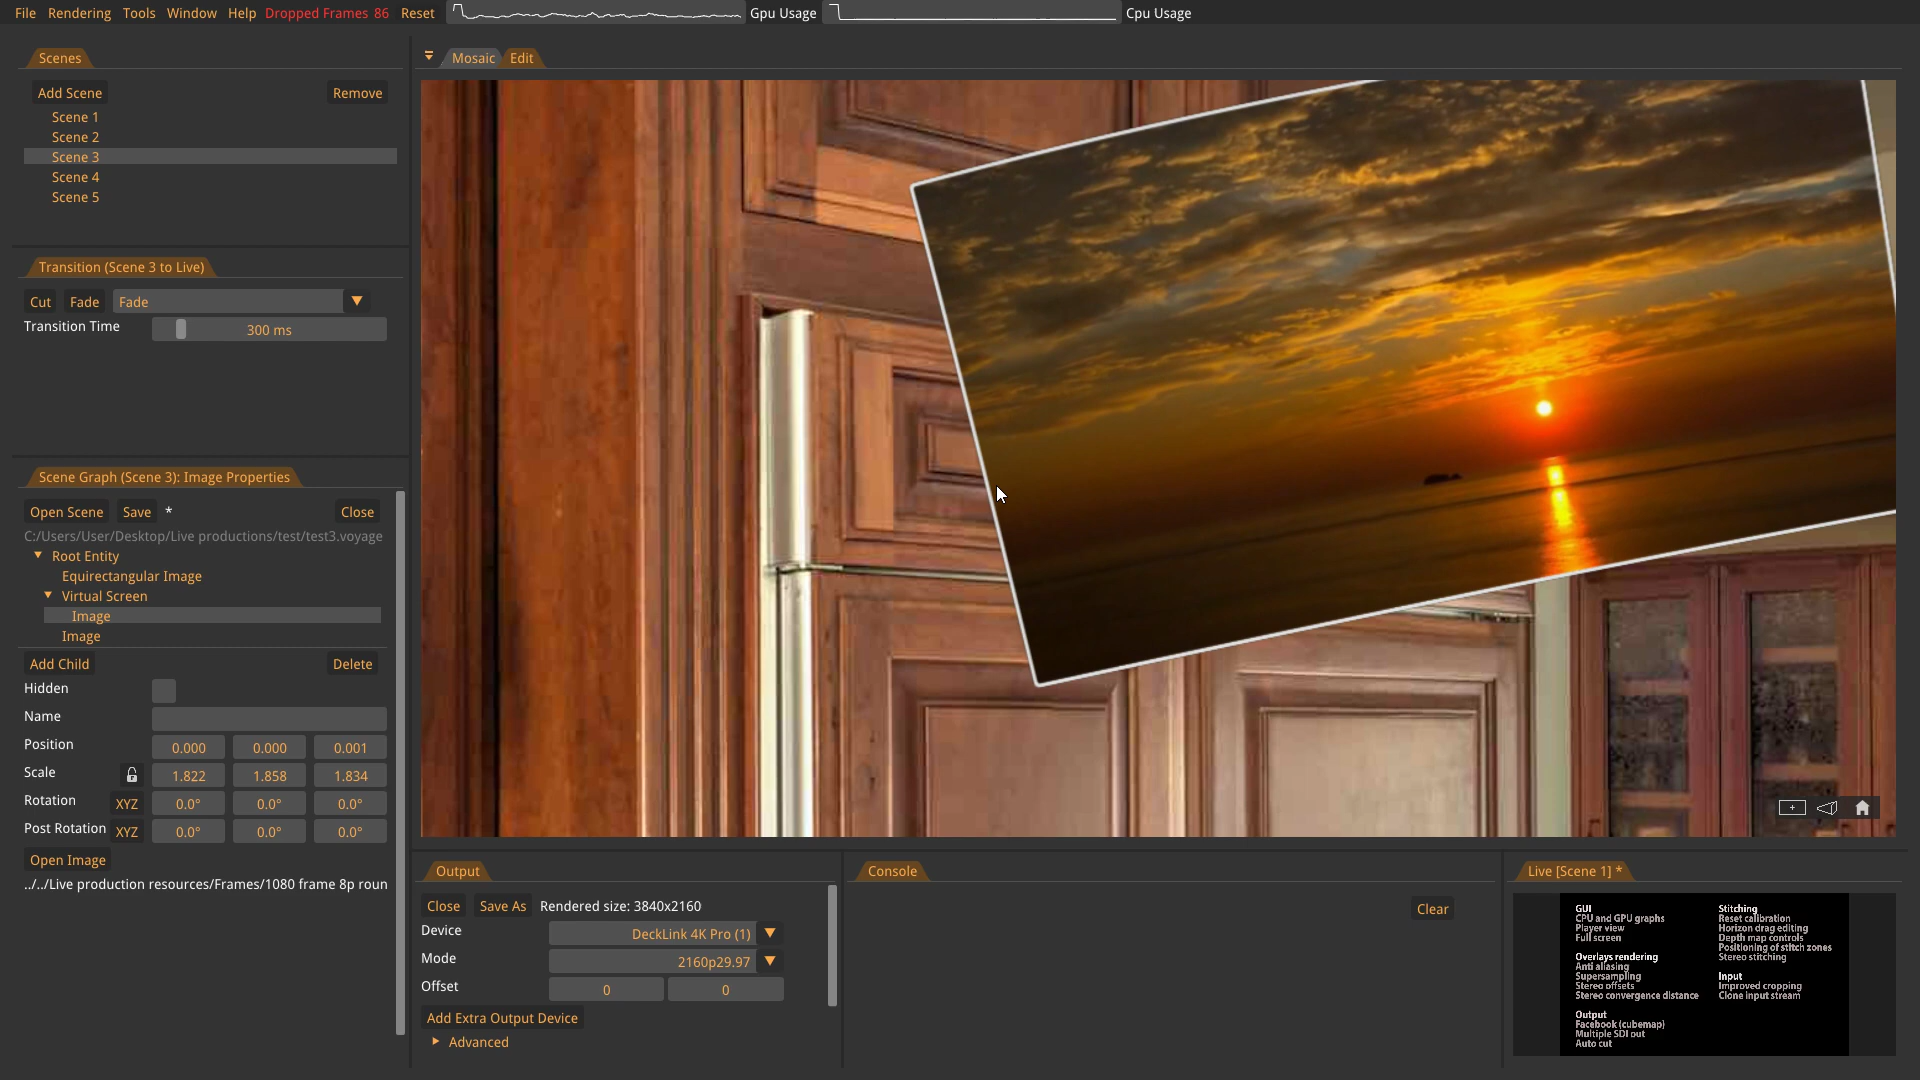 File Rendering Tools Window Help Dropped Frames 86 Reset Gpu Usage Cpu Usage
Scenes
Add Scene Remove
Scene 1
Scene 2
Scene 3
Scene 4
Scene 5
Transition (Scene 3 to Live)
Cut Fade Fade
Transition Time 300 ms
Scene Graph (Scene 3): Image Properties
Open Scene Save * Close
C:/Users/User/Desktop/Live productions/test/test3.voyage
Root Entity
Equirectangular Image
Virtual Screen
Image
Image
Add Child Delete
Hidden
Name
Position 0.000 0.000 0.001
Scale 1.822 1.858 1.834
Rotation XYZ 0.0° 0.0° 0.0°
Post Rotation XYZ 0.0° 0.0° 0.0°
Open Image
../../Live production resources/Frames/1080 frame 8p roun
Mosaic Edit
Output
Close Save As Rendered size: 3840x2160
Device DeckLink 4K Pro (1)
Mode 2160p29.97
Offset 0 0
Add Extra Output Device
Advanced
Console
Clear
Live [Scene 1] *
GUI
CPU and GPU graphs
Player view
Full screen
Overlays rendering
Anti aliasing
Supersampling
Stereo offsets
Stereo convergence distance
Output
Facebook (cubemap)
Multiple SDI out
Auto cut
Stitching
Reset calibration
Horizon drag editing
Depth map controls
Positioning of stitch zones
Stereo stitching
Input
Improved cropping
Clone input stream